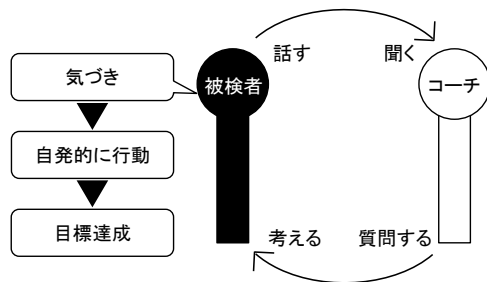 話す
聞く
気づき
被検者
コーチ
自発的に行動
目標達成
考える
質問する